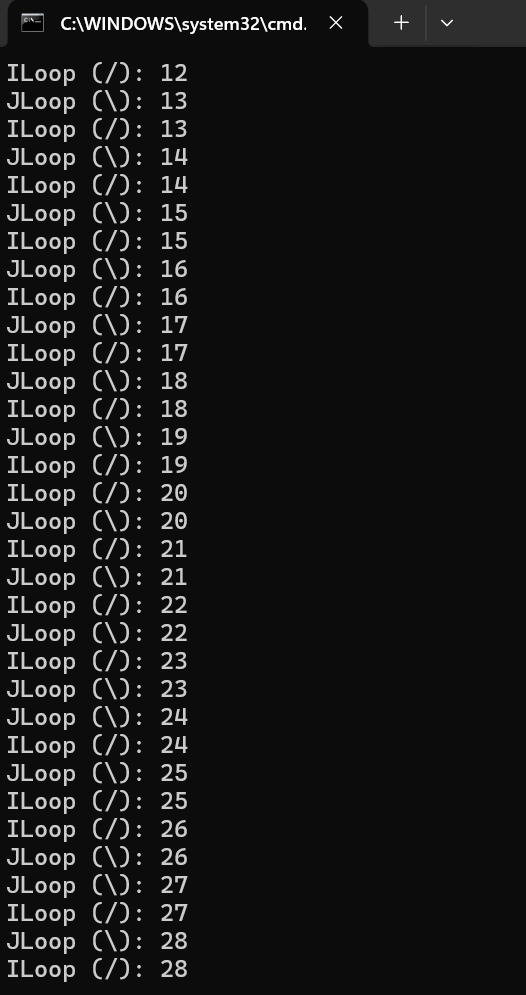 C:\WINDOWS\system32\cmd.
ILoop (/): 12
JLoop (\): 13
ILoop (/): 13
JLoop (\): 14
ILoop (/): 14
JLoop (\): 15
ILoop (/): 15
JLoop (\): 16
ILoop (/): 16
JLoop (\): 17
ILoop (/): 17
JLoop (\): 18
ILoop (/): 18
JLoop (\): 19
ILoop (/): 19
ILoop (/): 20
JLoop (\): 20
ILoop (/): 21
JLoop (\): 21
ILoop (/): 22
JLoop (\): 22
ILoop (/): 23
JLoop (\): 23
JLoop (\): 24
ILoop (/): 24
JLoop (\): 25
ILoop (/): 25
ILoop (/): 26
JLoop (\): 26
JLoop (\): 27
ILoop (/): 27
JLoop (\): 28
ILoop (/): 28